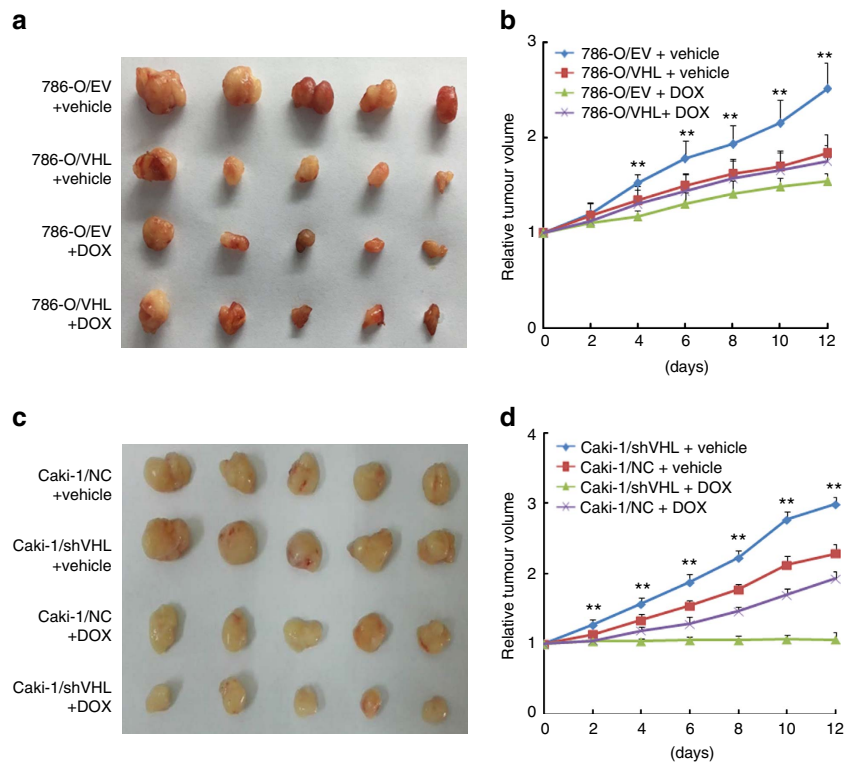 a
786-O/EV
+vehicle
786-O/VHL
+vehicle
786-O/EV
+DOX
786-O/VHL
+DOX
b
786-O/EV + vehicle
786-O/VHL + vehicle
786-O/EV + DOX
786-O/VHL+ DOX
Relative tumour volume
3
2
1
0
** ** ** ** ** **
0 2 4 6 8 10 12
(days)
c
Caki-1/NC
+vehicle
Caki-1/shVHL
+vehicle
Caki-1/NC
+DOX
Caki-1/shVHL
+DOX
d
Caki-1/shVHL + vehicle
Caki-1/NC + vehicle
Caki-1/shVHL + DOX
Caki-1/NC + DOX
Relative tumour volume
4
3
2
1
0
** ** ** ** ** **
0 2 4 6 8 10 12
(days)